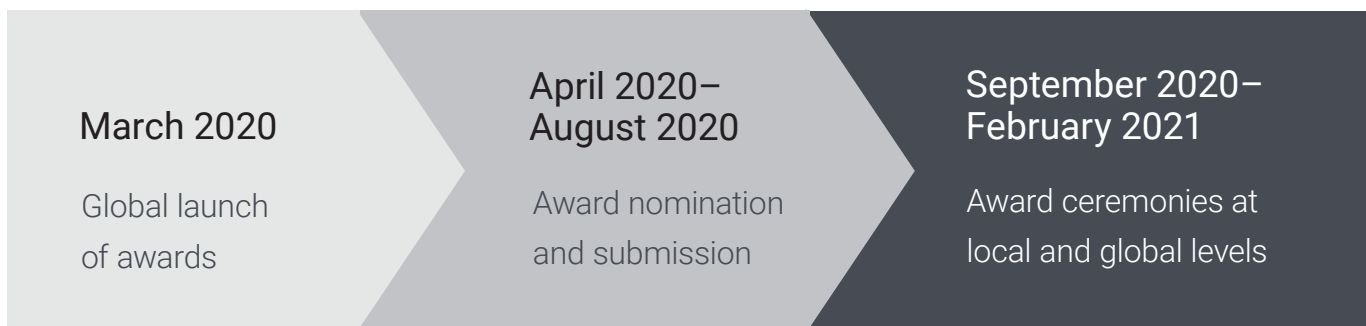 March 2020
Global launch
of awards
April 2020–
August 2020
Award nomination
and submission
September 2020–
February 2021
Award ceremonies at
local and global levels